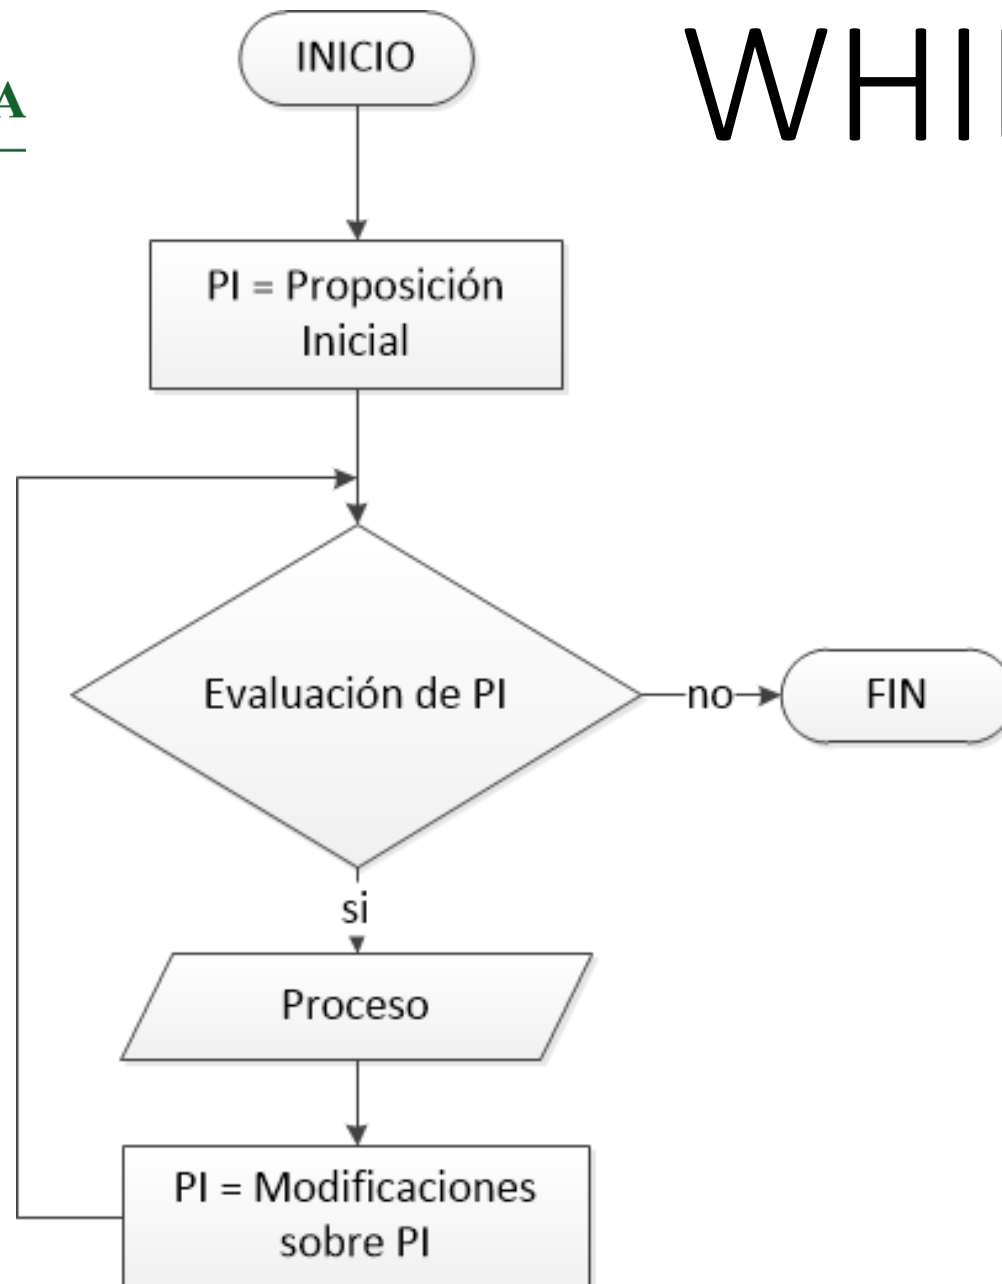 INICIO
A
WHI
PI = Proposición
Inicial
Evaluación de PI
no
FIN
si
Proceso
PI = Modificaciones
sobre PI